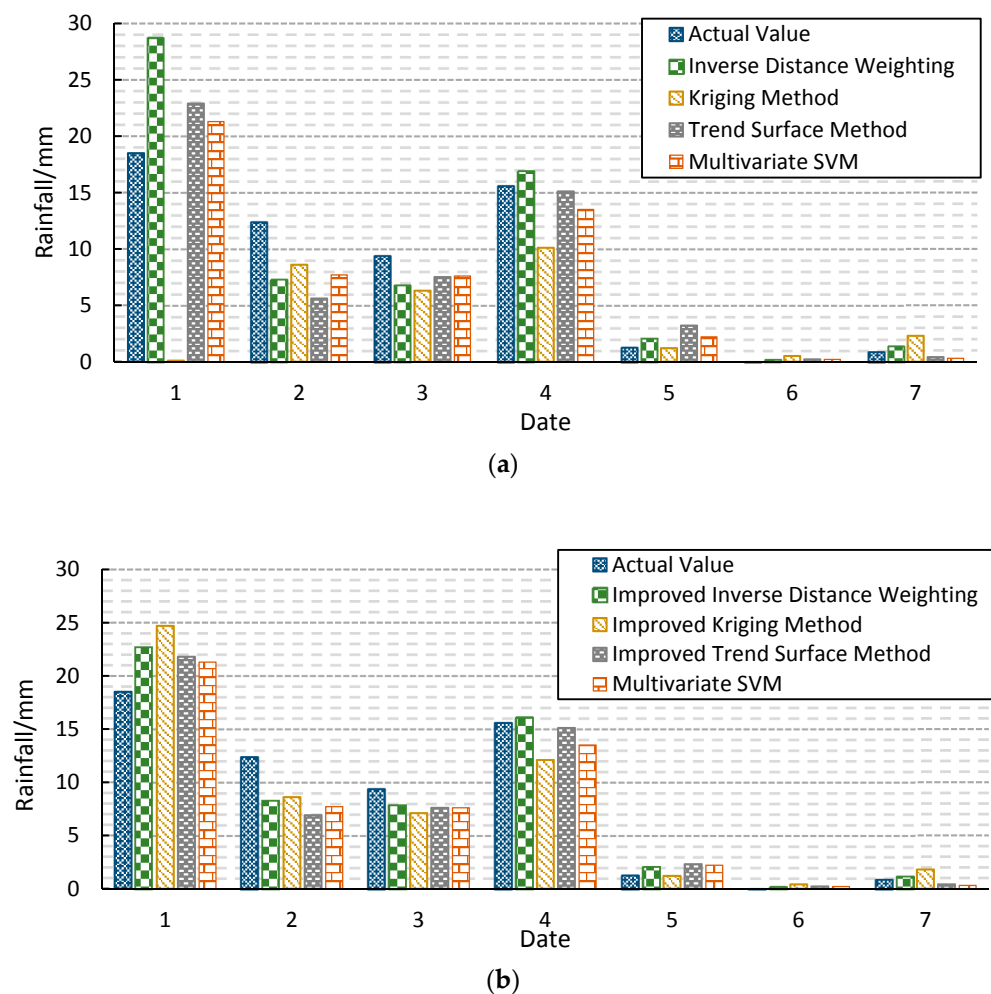 30
25
20
15
10
5
0
Rainfall/mm
Actual Value
Inverse Distance Weighting
Kriging Method
Trend Surface Method
Multivariate SVM
1 2 3 4 5 6 7
Date
(a)
30
25
20
15
10
5
0
Rainfall/mm
Actual Value
Improved Inverse Distance Weighting
Improved Kriging Method
Improved Trend Surface Method
Multivariate SVM
1 2 3 4 5 6 7
Date
(b)